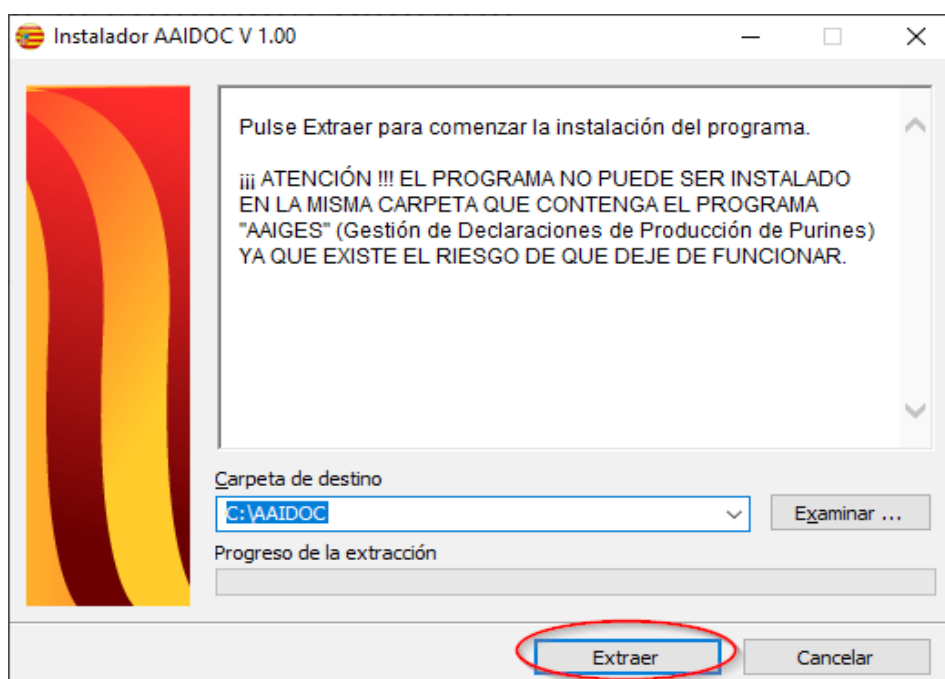 Instalador AAIDOC V 1.00
Pulse Extraer para comenzar la instalación del programa.
¡¡¡ ATENCIÓN !!! EL PROGRAMA NO PUEDE SER INSTALADO
EN LA MISMA CARPETA QUE CONTENGA EL PROGRAMA
"AAIGES" (Gestión de Declaraciones de Producción de Purines)
YA QUE EXISTE EL RIESGO DE QUE DEJE DE FUNCIONAR.
Carpeta de destino
C:\AAIDOC
Examinar ...
Progreso de la extracción
Extraer
Cancelar